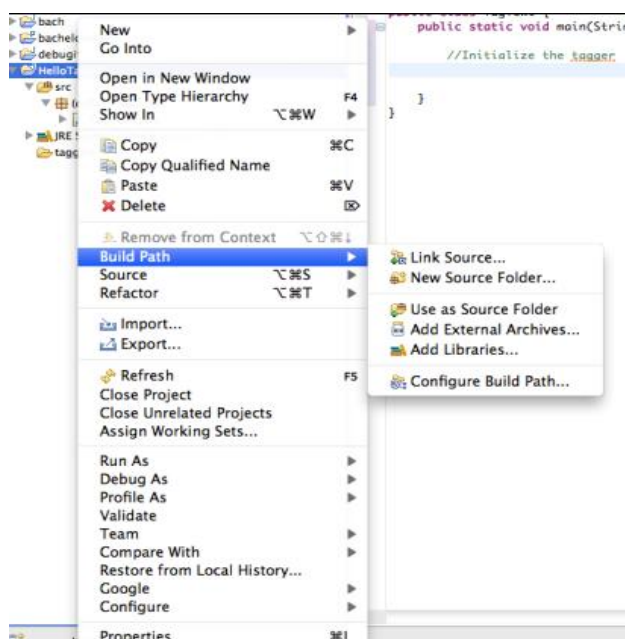 bach
bachelo
debugi
HelloTa
src
JRE
tagg
New
Go Into
Open in New Window
Open Type Hierarchy F4
Show In ⌥⌘W
Copy ⌘C
Copy Qualified Name
Paste ⌘V
Delete ⌦
Remove from Context ⌥⇧⌘↓
Build Path
Source ⌥⌘S
Refactor ⌥⌘T
Import...
Export...
Refresh F5
Close Project
Close Unrelated Projects
Assign Working Sets...
Run As
Debug As
Profile As
Validate
Team
Compare With
Restore from Local History...
Google
Configure
Properties ⌘I
Link Source...
New Source Folder...
Use as Source Folder
Add External Archives...
Add Libraries...
Configure Build Path...
public static void main(Strin
//Initialize the tagger
}
}